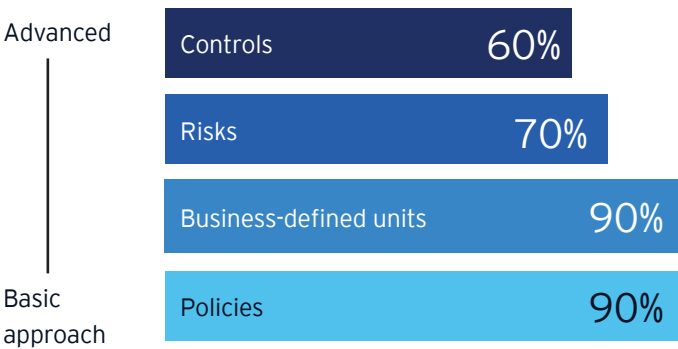 Advanced
Controls 60%
Risks 70%
Business-defined units 90%
Basic
approach
Policies 90%